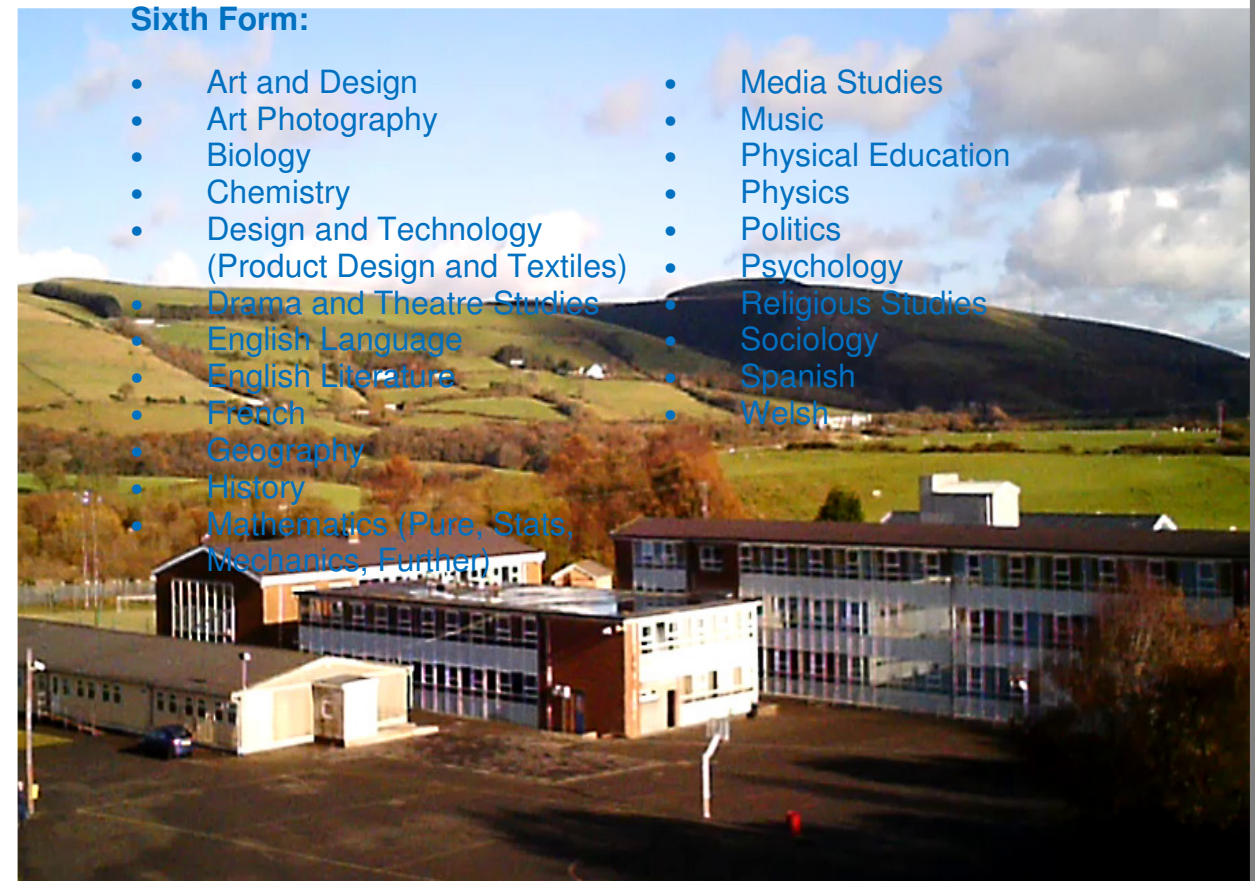 Sixth Form:
• Art and Design
• Art Photography
• Biology
• Chemistry
• Design and Technology
(Product Design and Textiles)
• Drama and Theatre Studies
• English Language
• English Literature
• French
• Geography
• History
• Mathematics (Pure, Stats,
Mechanics, Further)
• Media Studies
• Music
• Physical Education
• Physics
• Politics
• Psychology
• Religious Studies
• Sociology
• Spanish
• Welsh